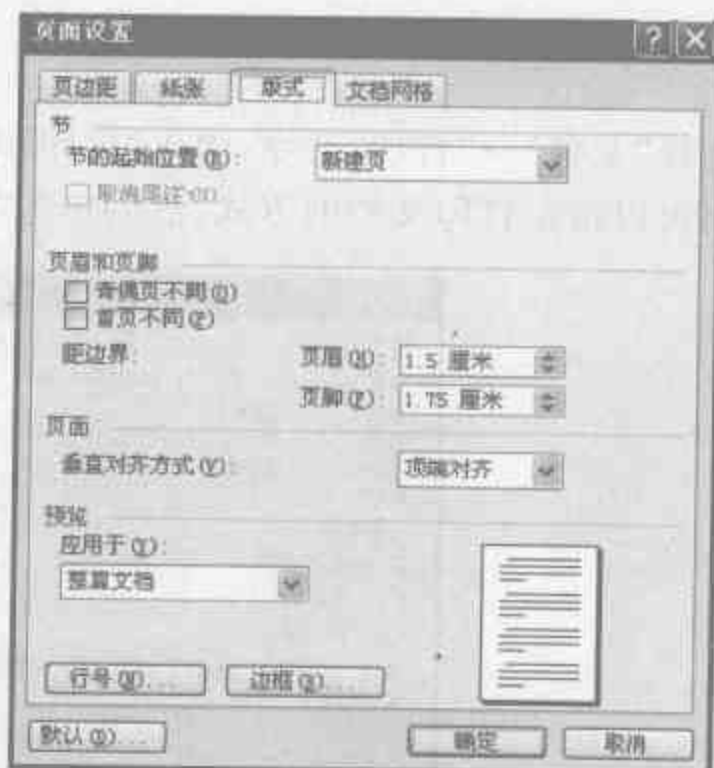 页面设置
页边距 纸张 版式 文档网格
节
节的起始位置(R): 新建页
取消尾注(U)
页眉和页脚
奇偶页不同(O)
首页不同(P)
距边界: 页眉(H): 1.5 厘米
页脚(F): 1.75 厘米
页面
垂直对齐方式(V): 顶端对齐
预览
应用于(Y):
整篇文档
行号(N)... 边框(B)...
默认(D)... 确定 取消